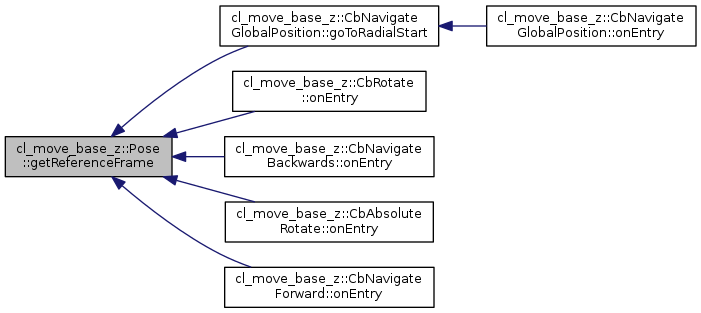 cl_move_base_z::CbNavigate
GlobalPosition::goToRadialStart
cl_move_base_z::CbNavigate
GlobalPosition::onEntry
cl_move_base_z::CbRotate
::onEntry
cl_move_base_z::Pose
::getReferenceFrame
cl_move_base_z::CbNavigate
Backwards::onEntry
cl_move_base_z::CbAbsolute
Rotate::onEntry
cl_move_base_z::CbNavigate
Forward::onEntry